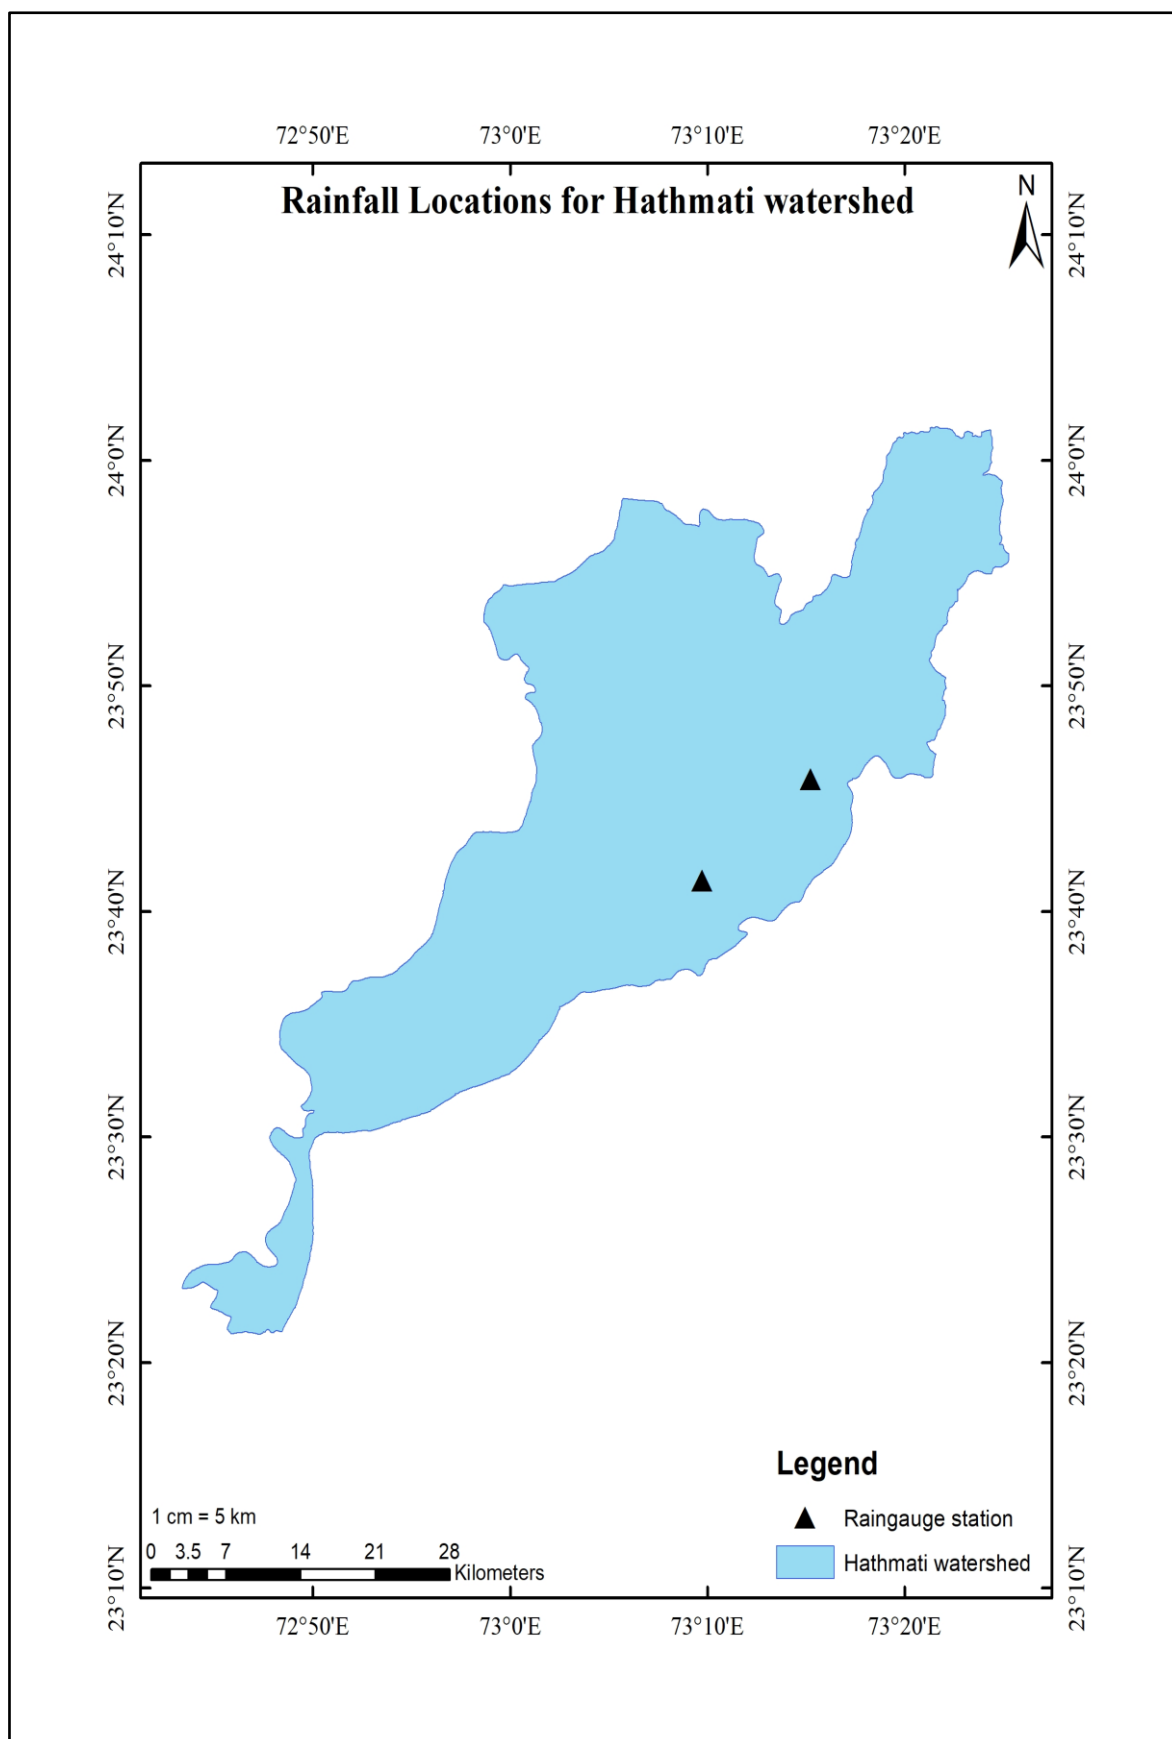 72°50'E 73°0'E 73°10'E 73°20'E
Rainfall Locations for Hathmati watershed
N
24°10'N 24°10'N
24°0'N 24°0'N
23°50'N 23°50'N
23°40'N 23°40'N
23°30'N 23°30'N
23°20'N 23°20'N
Legend
Raingauge station
Hathmati watershed
1 cm = 5 km
0 3.5 7 14 21 28
Kilometers
23°10'N 23°10'N
72°50'E 73°0'E 73°10'E 73°20'E